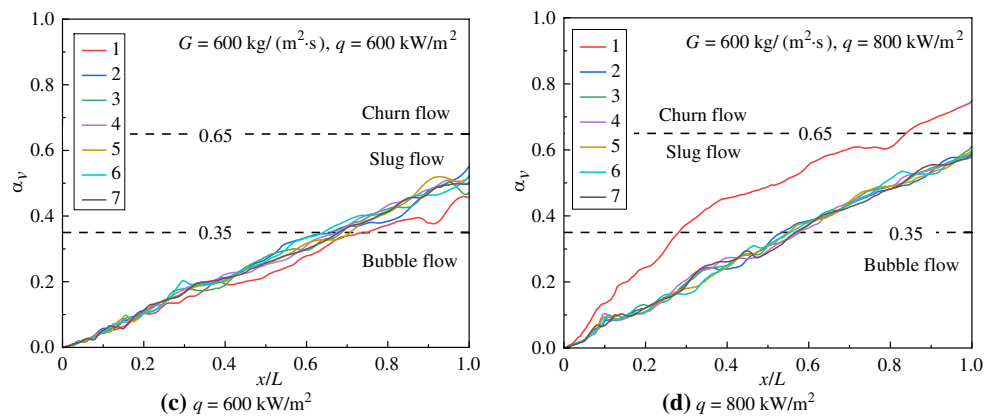 1.0
0.8
0.6
0.4
0.2
0.0
αv
G = 600 kg/(m²·s), q = 600 kW/m²
1
2
3
4
5
6
7
Churn flow
0.65
Slug flow
0.35
Bubble flow
0 0.2 0.4 0.6 0.8 1.0
x/L
(c) q = 600 kW/m²
1.0
0.8
0.6
0.4
0.2
0.0
αv
G = 600 kg/(m²·s), q = 800 kW/m²
1
2
3
4
5
6
7
Churn flow
0.65
Slug flow
0.35
Bubble flow
0 0.2 0.4 0.6 0.8 1.0
x/L
(d) q = 800 kW/m²